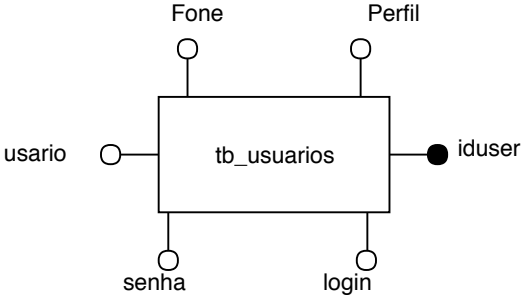 Fone
Perfil
usario
tb_usuarios
iduser
senha
login